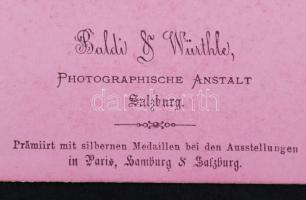 Baldi & Würthle,
PHOTOGRAPHISCHE ANSTALT
Salzburg.
Prämiirt mit silbernen Medaillen bei den Ausstellungen
in Paris, Hamburg & Salzburg.